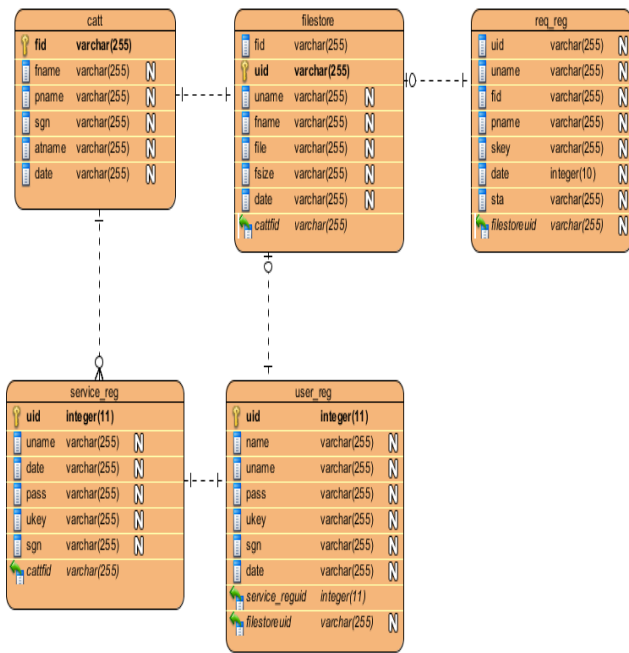 catt
fid varchar(255)
fname varchar(255) N
pname varchar(255) N
sgn varchar(255) N
atname varchar(255) N
date varchar(255) N
filestore
fid varchar(255)
uid varchar(255)
uname varchar(255) N
fname varchar(255) N
file varchar(255) N
fsize varchar(255) N
date varchar(255) N
cattfid varchar(255)
req_reg
uid varchar(255) N
uname varchar(255) N
fid varchar(255) N
pname varchar(255) N
skey varchar(255) N
date integer(10) N
sta varchar(255) N
filestoreuid varchar(255) N
service_reg
uid integer(11)
uname varchar(255) N
date varchar(255) N
pass varchar(255) N
ukey varchar(255) N
sgn varchar(255) N
cattfid varchar(255)
user_reg
uid integer(11)
name varchar(255) N
uname varchar(255) N
pass varchar(255) N
ukey varchar(255) N
sgn varchar(255) N
date varchar(255) N
service_reguid integer(11)
filestoreuid varchar(255) N